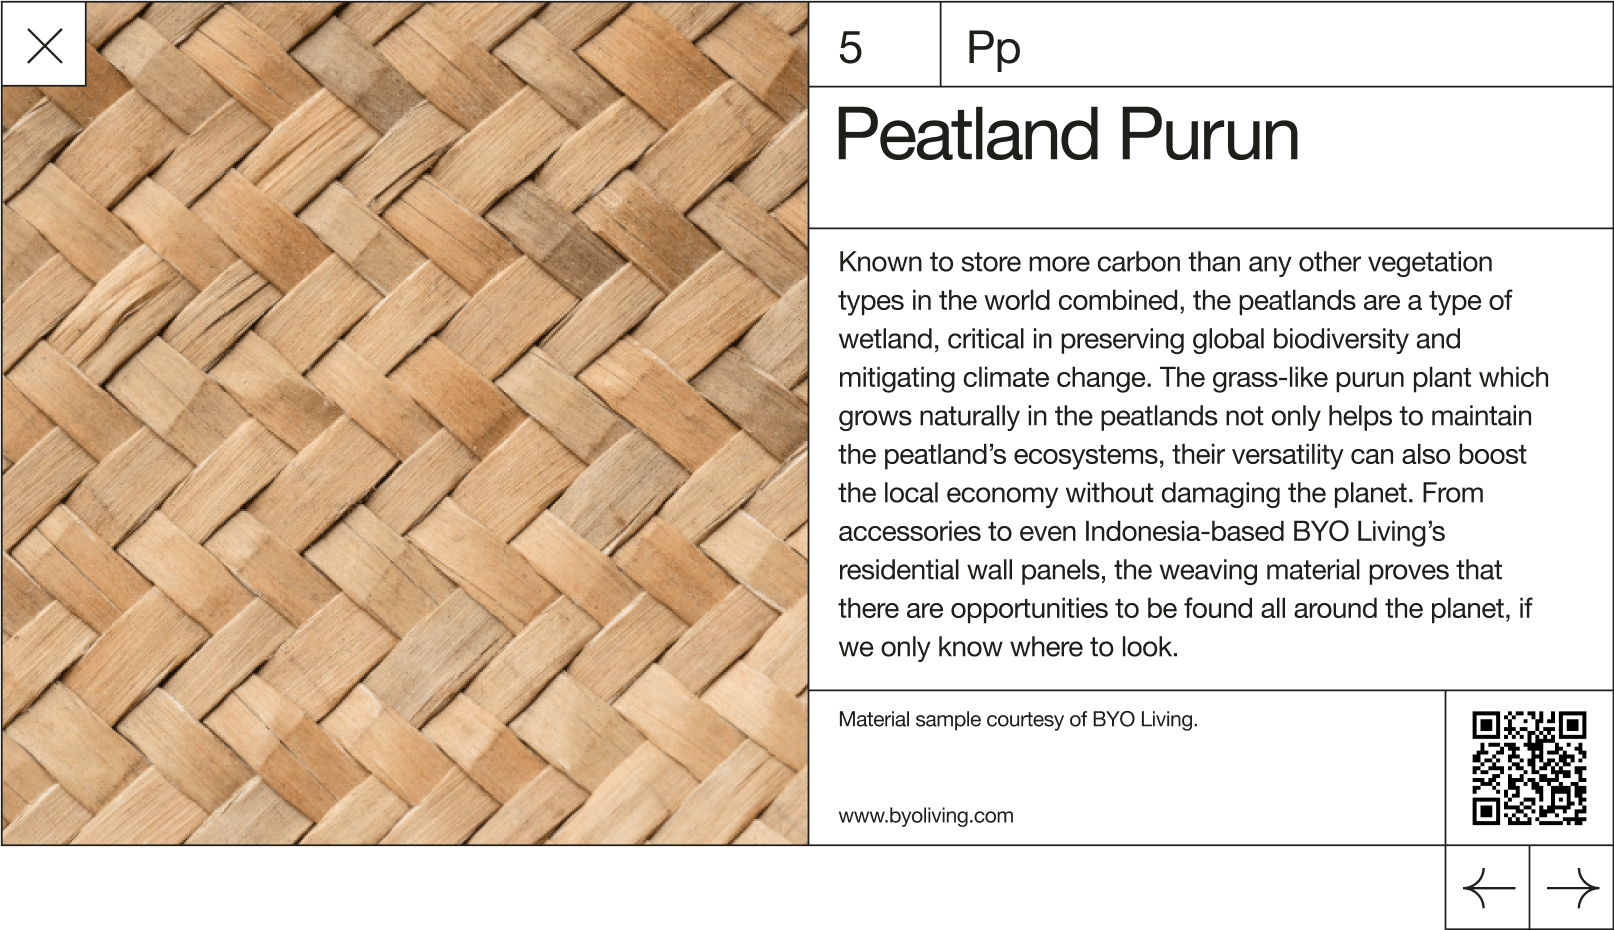 5
Pp
Peatland Purun
Known to store more carbon than any other vegetation
types in the world combined, the peatlands are a type of
wetland, critical in preserving global biodiversity and
mitigating climate change. The grass-like purun plant which
grows naturally in the peatlands not only helps to maintain
the peatland’s ecosystems, their versatility can also boost
the local economy without damaging the planet. From
accessories to even Indonesia-based BYO Living’s
residential wall panels, the weaving material proves that
there are opportunities to be found all around the planet, if
we only know where to look.
Material sample courtesy of BYO Living.
www.byoliving.com